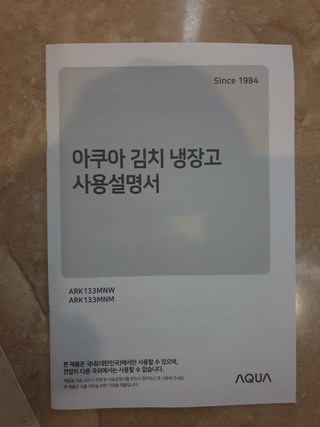 Since 1984
아쿠아 김치 냉장고
사용설명서
ARK133MNW
ARK133MNM
본 제품은 국내(대한민국)에서만 사용할 수 있으며,
전압이 다른 국외에서는 사용할 수 없습니다.
AQUA